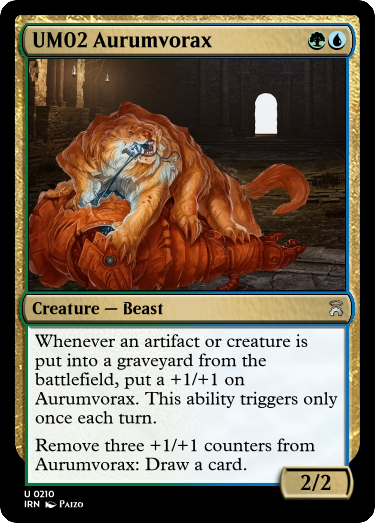 UM02 Aurumvorax
Creature — Beast
Whenever an artifact or creature is
put into a graveyard from the
battlefield, put a +1/+1 on
Aurumvorax. This ability triggers only
once each turn.
Remove three +1/+1 counters from
Aurumvorax: Draw a card.
2/2
U 0210
IRN Paizo